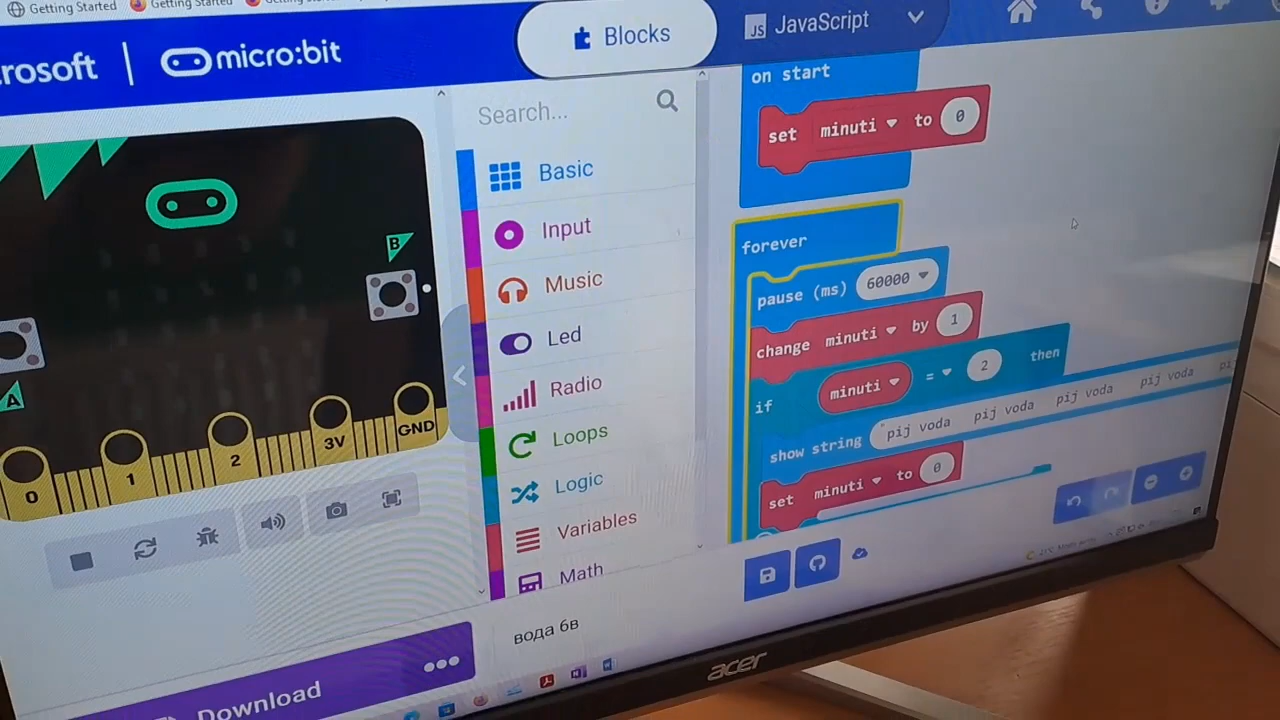 Getting Started
Getting Started
rosoft | micro:bit
Blocks
JS JavaScript
Search...
Basic
Input
Music
Led
Radio
Loops
Logic
Variables
Math
on start
set minuti to 0
forever
pause (ms) 60000
change minuti by 1
if minuti = 2 then
show string "pij voda pij voda pij voda pij voda
set minuti to 0
B
A
0 1 2 3V GND
Download
вода 6в
acer